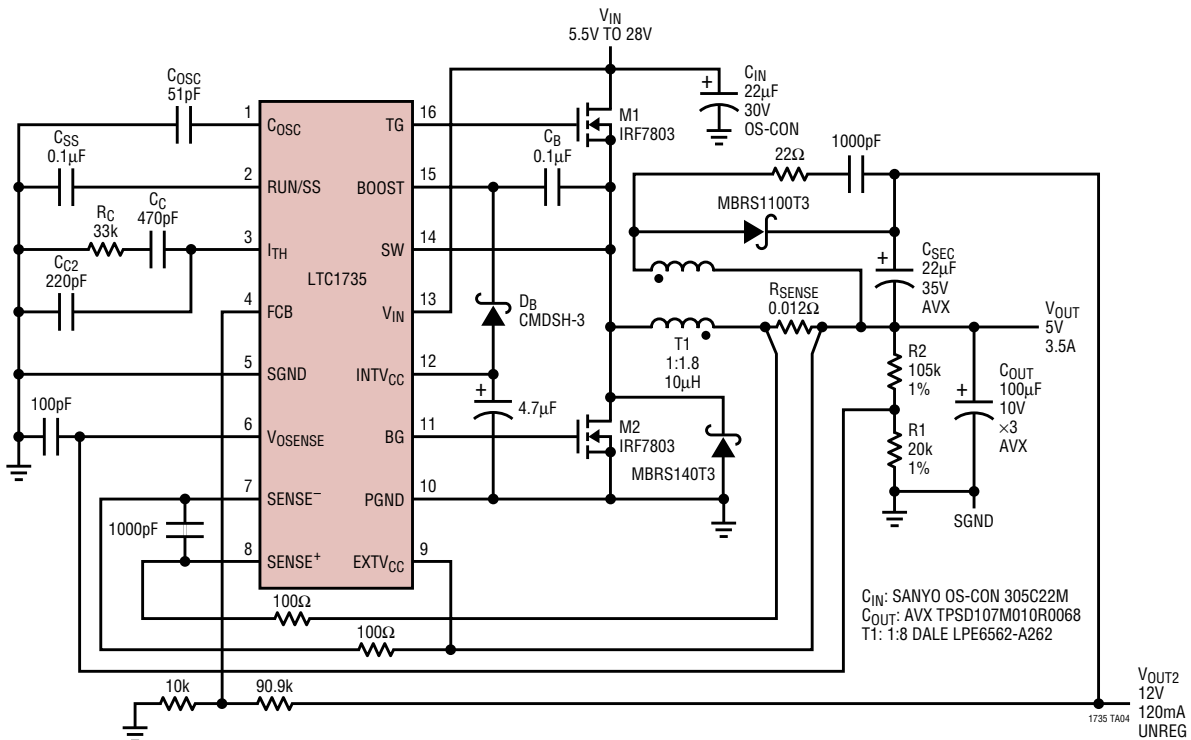 VIN
5.5V TO 28V
COSC
51pF
CSS
0.1µF
RC
33k
CC
470pF
CC2
220pF
100pF
1000pF
1
2
3
4
5
6
7
8
COSC
RUN/SS
ITH
FCB
SGND
VOSENSE
SENSE–
SENSE+
LTC1735
TG
BOOST
SW
VIN
INTVCC
BG
PGND
EXTVCC
16
15
14
13
12
11
10
9
CB
0.1µF
DB
CMDSH-3
+
4.7µF
M1
IRF7803
M2
IRF7803
MBRS140T3
+
CIN
22µF
30V
OS-CON
22Ω
1000pF
MBRS1100T3
+
CSEC
22µF
35V
AVX
RSENSE
0.012Ω
T1
1:1.8
10µH
VOUT
5V
3.5A
R2
105k
1%
R1
20k
1%
+
COUT
100µF
10V
×3
AVX
SGND
100Ω
100Ω
CIN: SANYO OS-CON 305C22M
COUT: AVX TPSD107M010R0068
T1: 1:8 DALE LPE6562-A262
10k
90.9k
VOUT2
12V
120mA
UNREG
1735 TA04